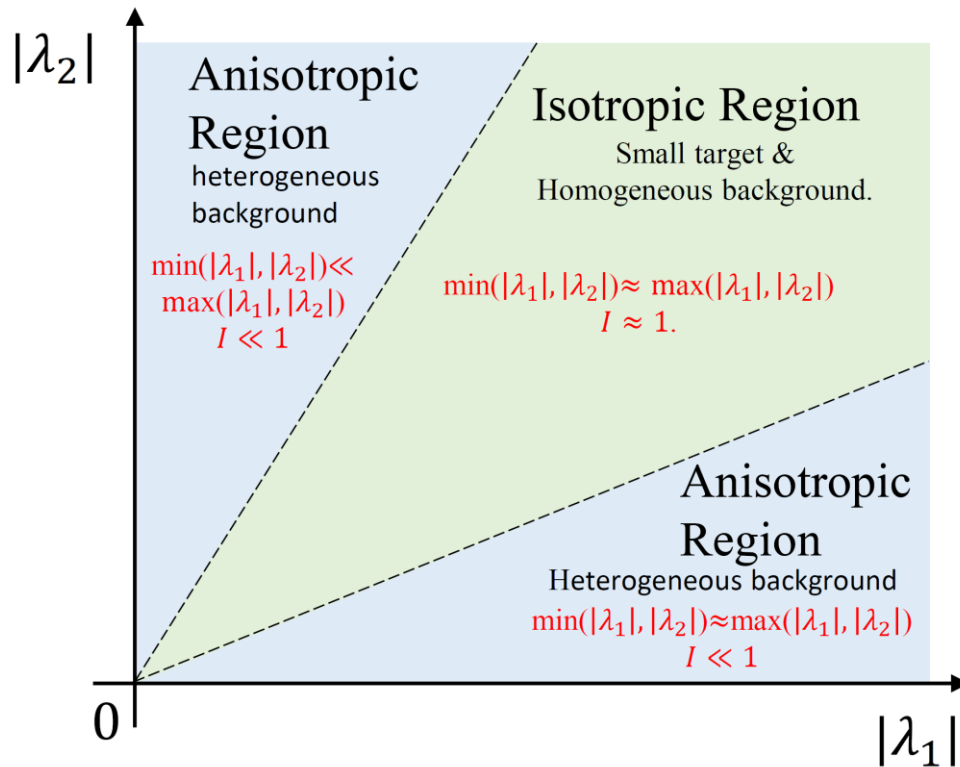 |λ₂|
Anisotropic
Region
heterogeneous
background
min(|λ₁|,|λ₂|)≪
max(|λ₁|,|λ₂|)
I ≪ 1
Isotropic Region
Small target &
Homogeneous background.
min(|λ₁|,|λ₂|)≈ max(|λ₁|,|λ₂|)
I ≈ 1.
Anisotropic
Region
Heterogeneous background
min(|λ₁|,|λ₂|)≈max(|λ₁|,|λ₂|)
I ≪ 1
0
|λ₁|